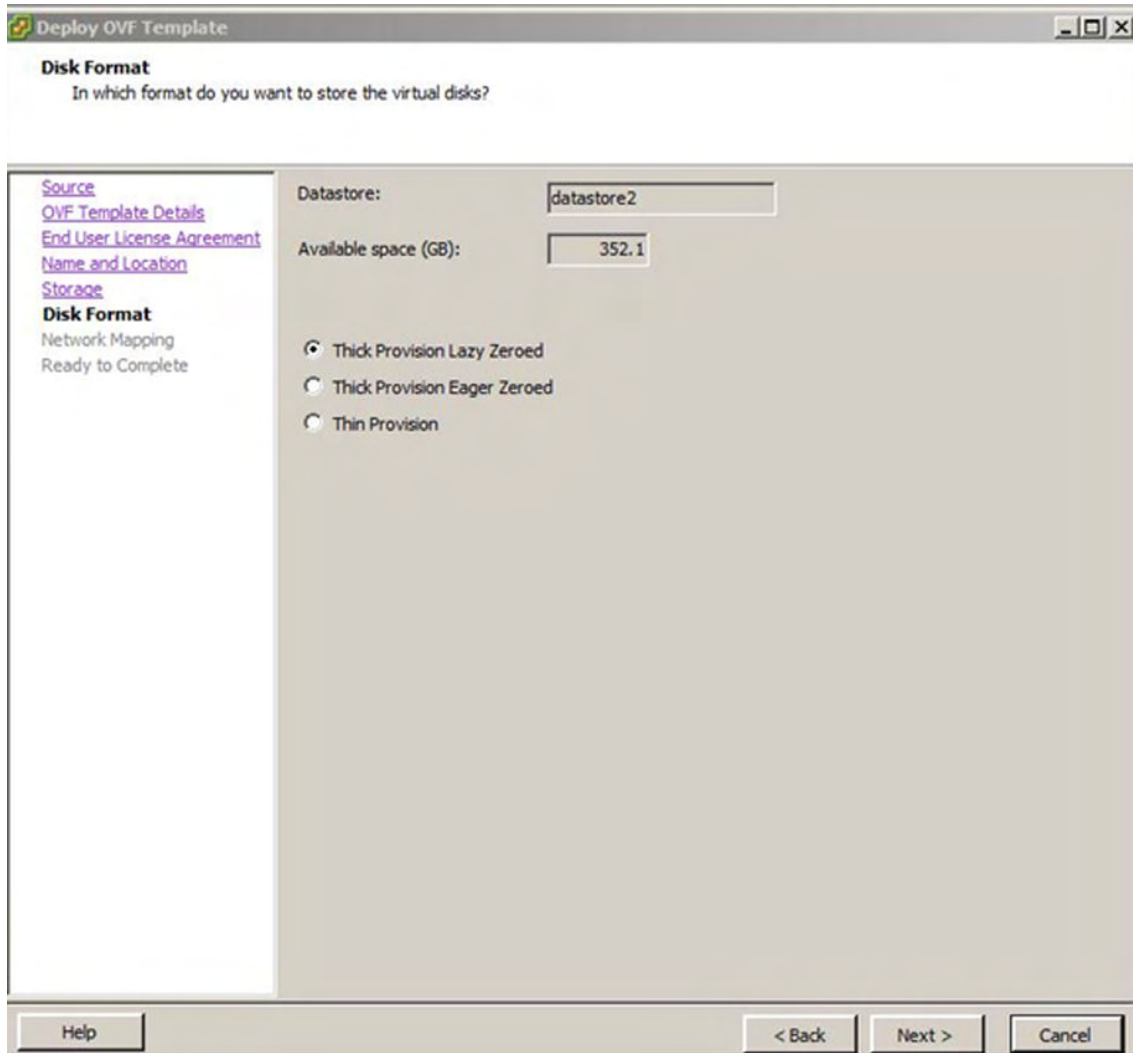 Deploy OVF Template
Disk Format
In which format do you want to store the virtual disks?
Source
OVF Template Details
End User License Agreement
Name and Location
Storage
Disk Format
Network Mapping
Ready to Complete
Datastore: datastore2
Available space (GB): 352.1
Thick Provision Lazy Zeroed
Thick Provision Eager Zeroed
Thin Provision
Help < Back Next > Cancel